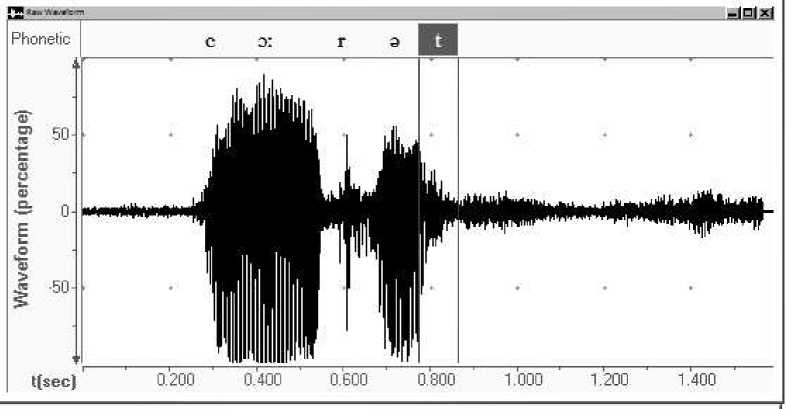 Raw Waveform
Phonetic c ɔː r ə t
Waveform (percentage)
50
0
-50
t(sec) 0.200 0.400 0.600 0.800 1.000 1.200 1.400